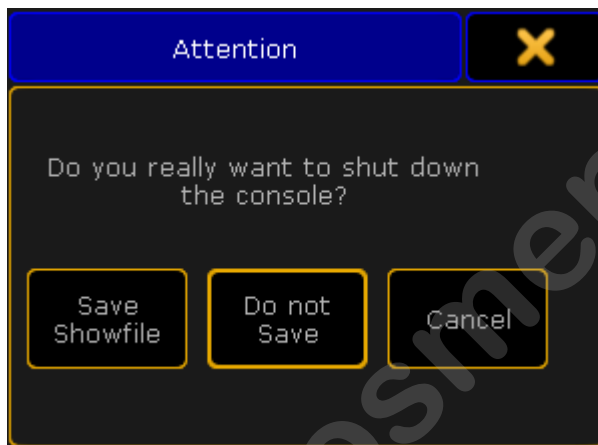 Attention
Do you really want to shut down
the console?
Save
Showfile
Do not
Save
Cancel